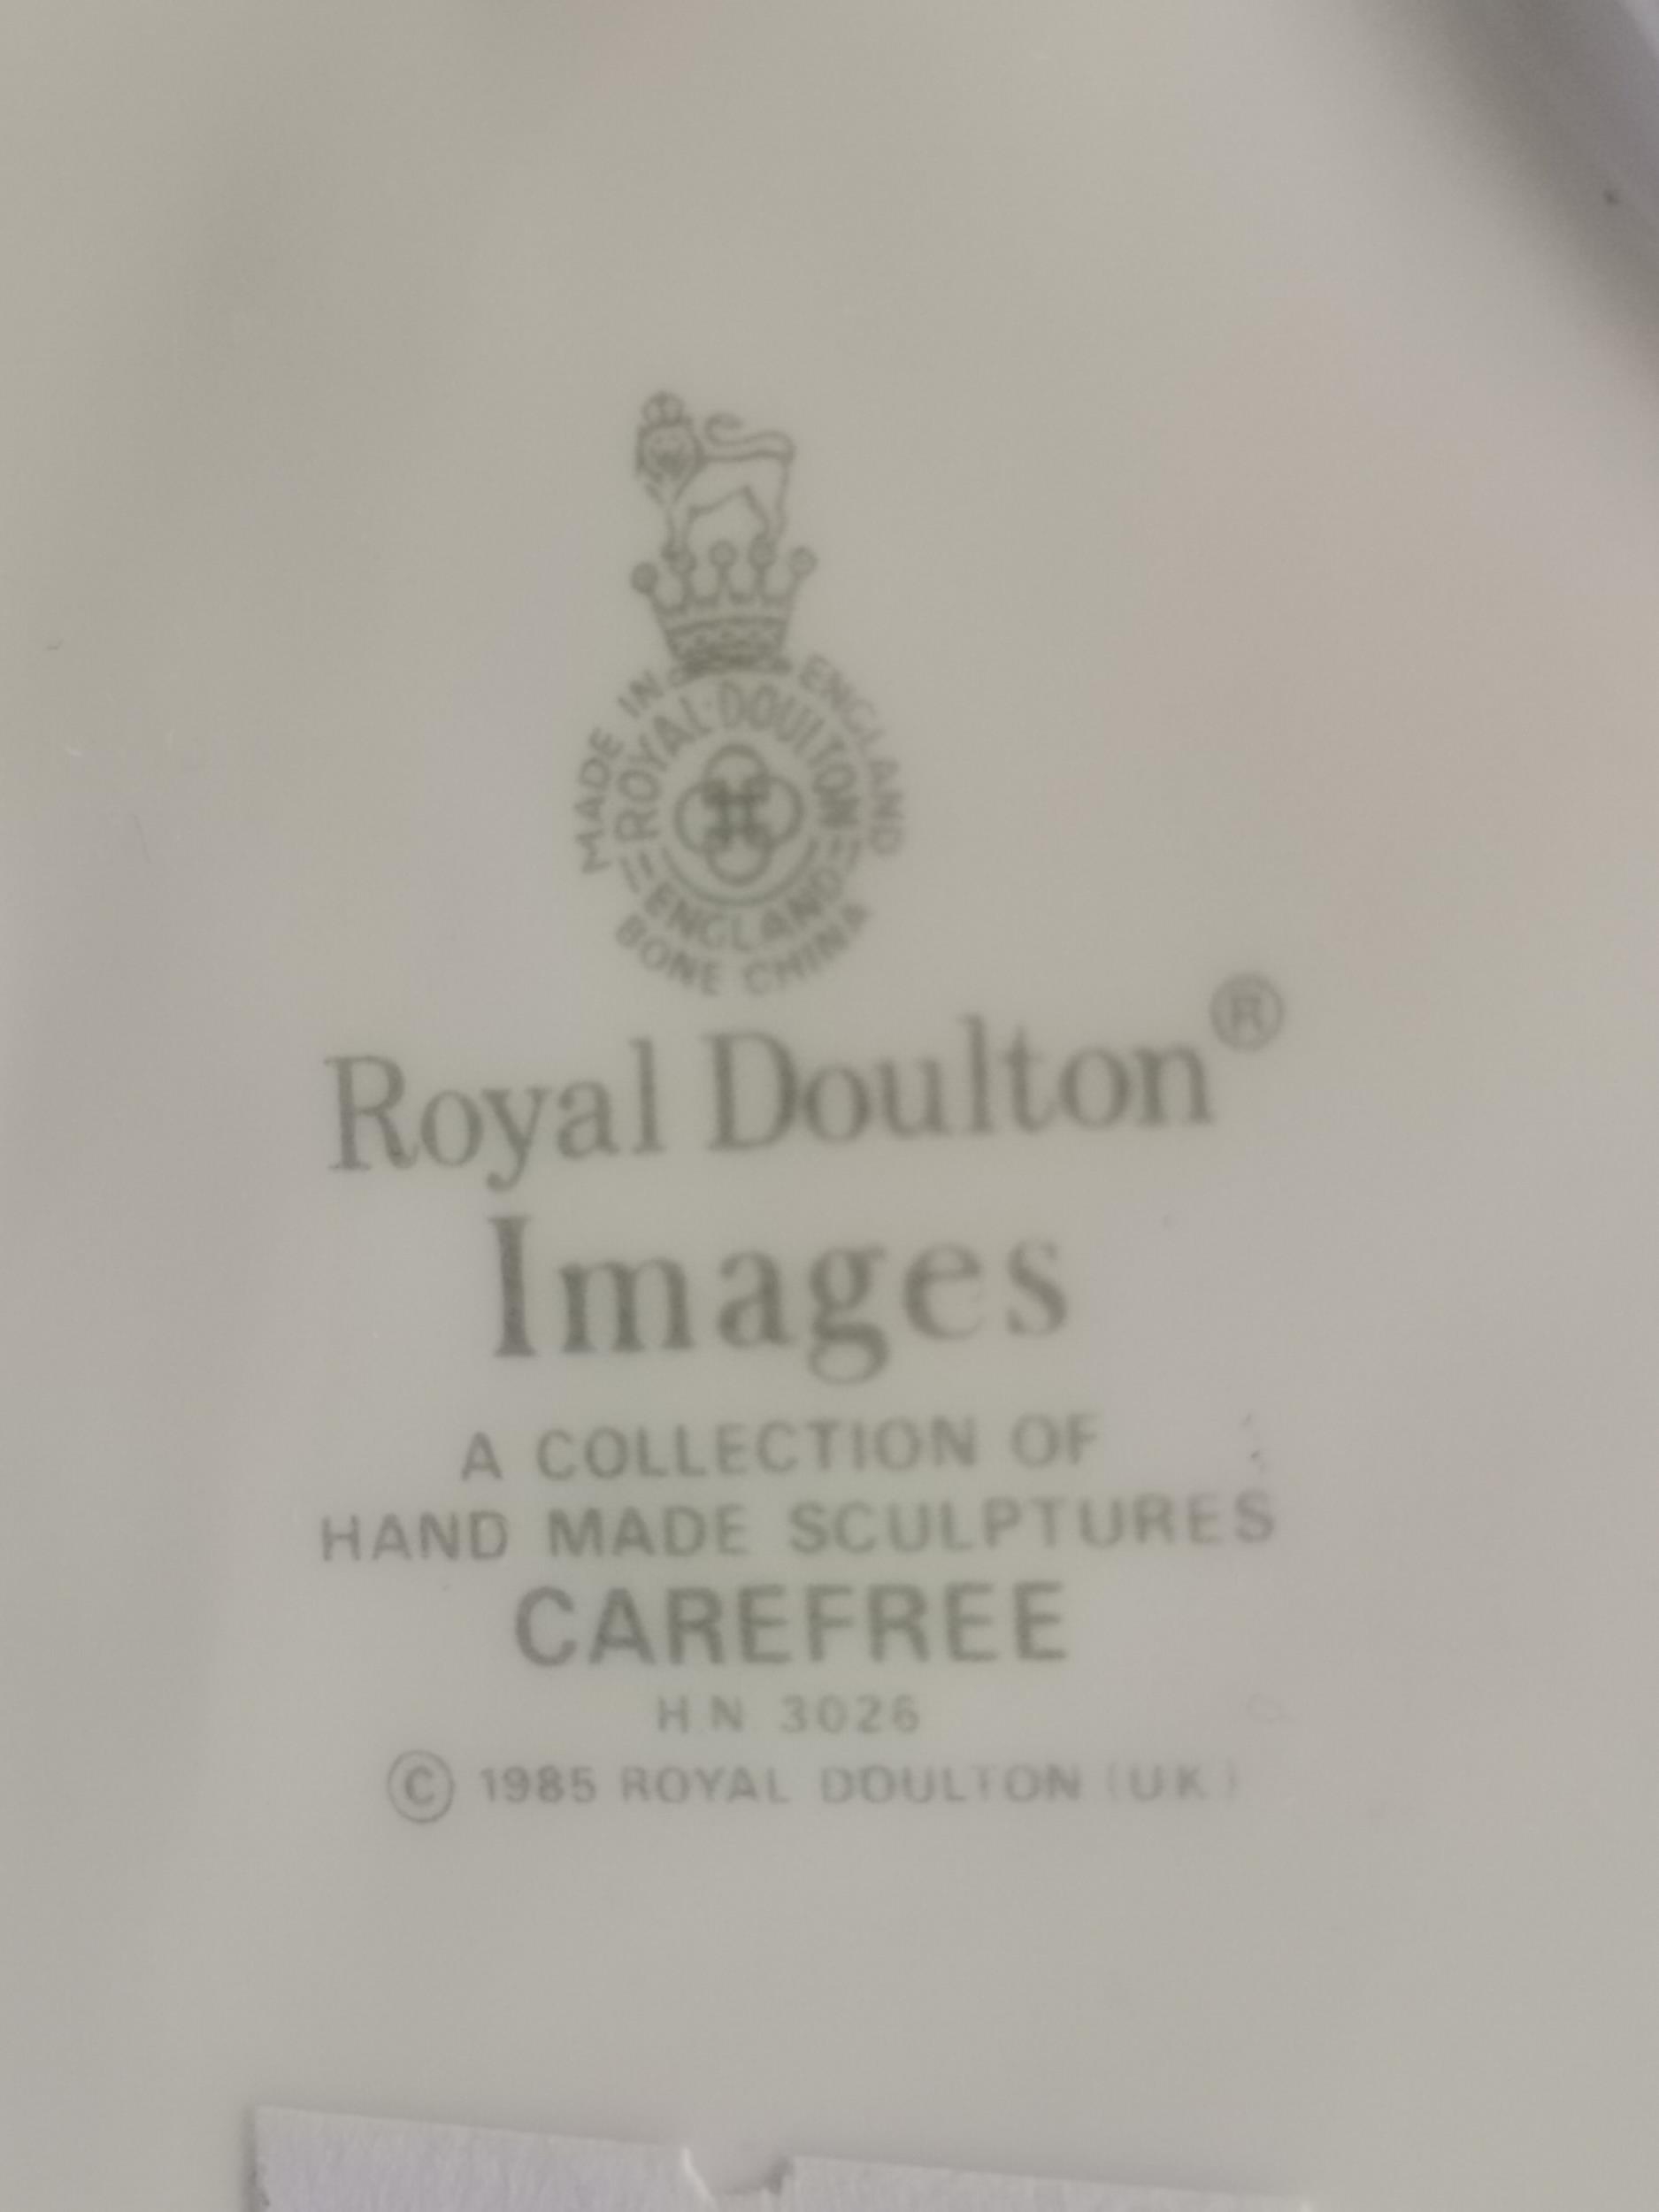 MADE IN ENGLAND
ROYAL·DOULTON
ENGLAND
BONE CHINA
Royal Doulton®
Images
A COLLECTION OF
HAND MADE SCULPTURES
CAREFREE
H N 3026
© 1985 ROYAL DOULTON (UK)